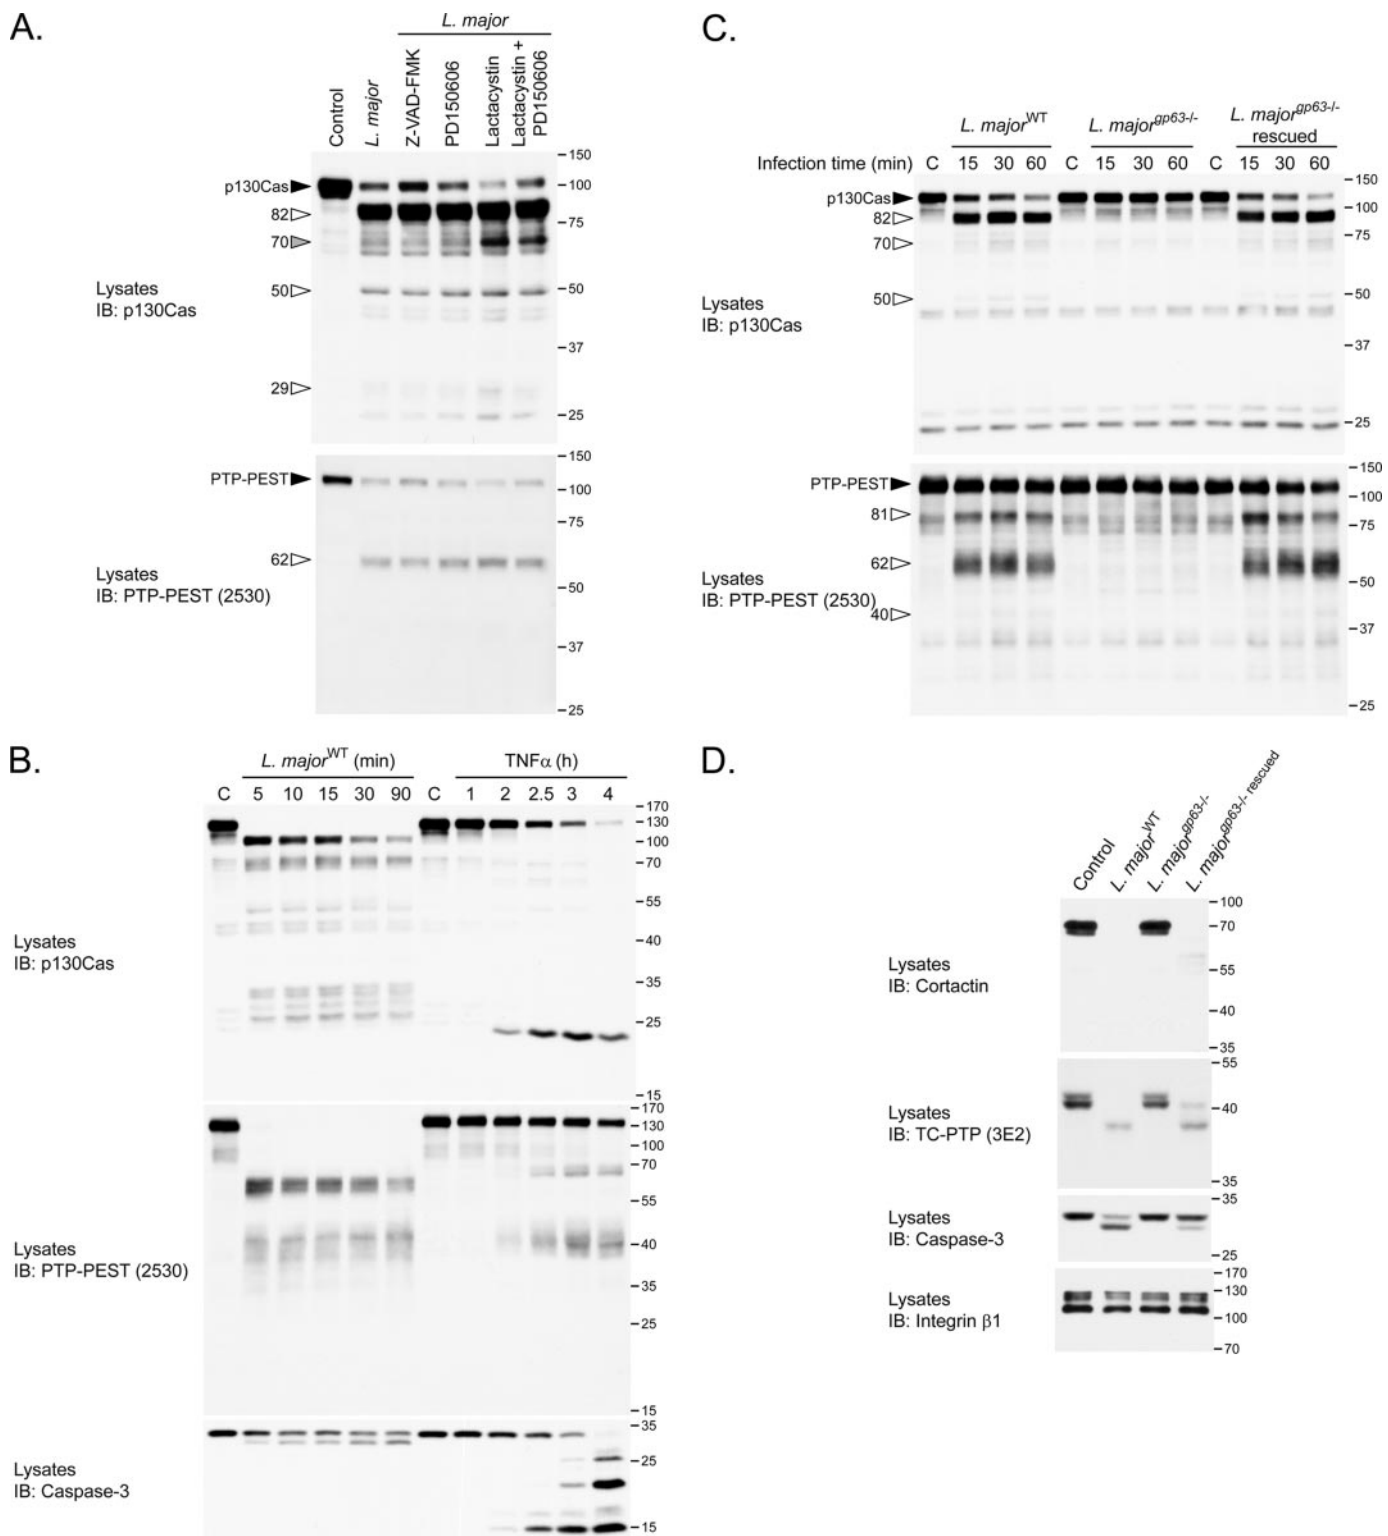 A.
L. major
Control
L. major
Z-VAD-FMK
PD150606
Lactacystin
Lactacystin +
PD150606
p130Cas
82
70
50
29
150
100
75
50
37
25
Lysates
IB: p130Cas
PTP-PEST
62
150
100
75
50
37
25
Lysates
IB: PTP-PEST (2530)
B.
L. majorWT (min)
TNFα (h)
C 5 10 15 30 90 C 1 2 2.5 3 4
170
130
100
70
55
40
35
25
15
Lysates
IB: p130Cas
170
130
100
70
55
40
35
25
15
Lysates
IB: PTP-PEST (2530)
35
25
15
Lysates
IB: Caspase-3
C.
L. majorWT
L. majorgp63-/-
L. majorgp63-/-
rescued
Infection time (min) C 15 30 60 C 15 30 60 C 15 30 60
p130Cas
82
70
50
150
100
75
50
37
25
Lysates
IB: p130Cas
PTP-PEST
81
62
40
150
100
75
50
37
25
Lysates
IB: PTP-PEST (2530)
D.
Control
L. majorWT
L. majorgp63-/-
L. majorgp63-/- rescued
100
70
55
40
35
Lysates
IB: Cortactin
55
40
35
Lysates
IB: TC-PTP (3E2)
35
25
Lysates
IB: Caspase-3
170
130
100
70
Lysates
IB: Integrin β1